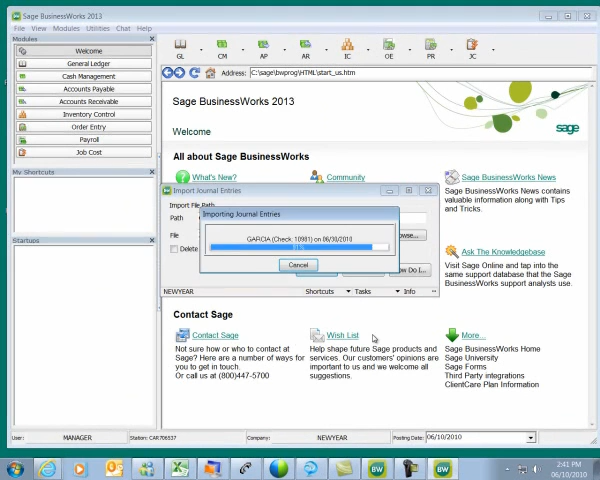 Sage BusinessWorks 2013
File View Modules Utilities Chat Help
Modules
Welcome
General Ledger
Cash Management
Accounts Payable
Accounts Receivable
Inventory Control
Order Entry
Payroll
Job Cost
My Shortcuts
Startups
GL CM AP AR IC OE PR JC
Address: C:\sage\bwprog\HTML\start_us.htm
Sage BusinessWorks 2013
Welcome
sage
All about Sage BusinessWorks
What's New?
Community
Sage BusinessWorks News
Sage BusinessWorks News contains
valuable information along with Tips
and Tricks.
Ask The Knowledgebase
Visit Sage Online and tap into the
same support database that the Sage
BusinessWorks support analysts use.
Import Journal Entries
Import File Path
Path
File
Delete
Importing Journal Entries
GARCIA (Check: 10981) on 06/30/2010
91%
Cancel
NEWYEAR Shortcuts Tasks Info
Contact Sage
Contact Sage
Not sure how or who to contact at
Sage? Here are a number of ways for
you to get in touch.
Or call us at (800)447-5700
Wish List
Help shape future Sage products and
services. Our customers' opinions are
important to us and we welcome all
suggestions.
More...
Sage BusinessWorks Home
Sage University
Sage Forms
Third Party integrations
ClientCare Plan Information
User: MANAGER Station: CAR706537 Company: NEWYEAR Posting Date: 06/10/2010
BW BW
2:41 PM
06/10/2010